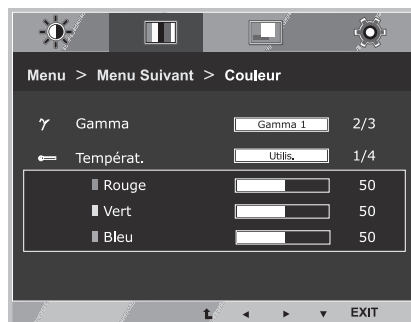 Menu > Menu Suivant > Couleur
γ Gamma Gamma 1 2/3
Températ. Utilis. 1/4
Rouge 50
Vert 50
Bleu 50
EXIT